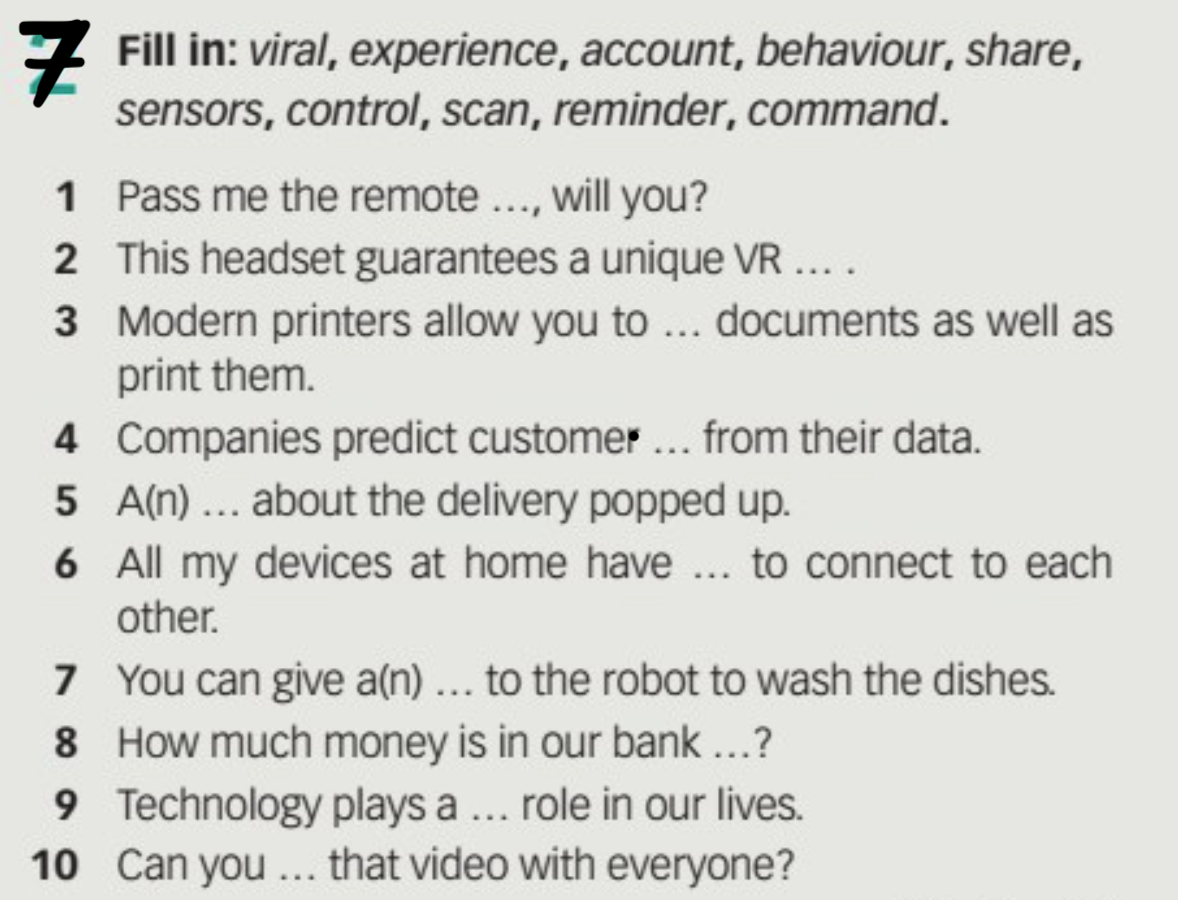 7 Fill in: viral, experience, account, behaviour, share,
sensors, control, scan, reminder, command.
1 Pass me the remote ..., will you?
2 This headset guarantees a unique VR ... .
3 Modern printers allow you to ... documents as well as
print them.
4 Companies predict customer ... from their data.
5 A(n) ... about the delivery popped up.
6 All my devices at home have ... to connect to each
other.
7 You can give a(n) ... to the robot to wash the dishes.
8 How much money is in our bank ...?
9 Technology plays a ... role in our lives.
10 Can you ... that video with everyone?